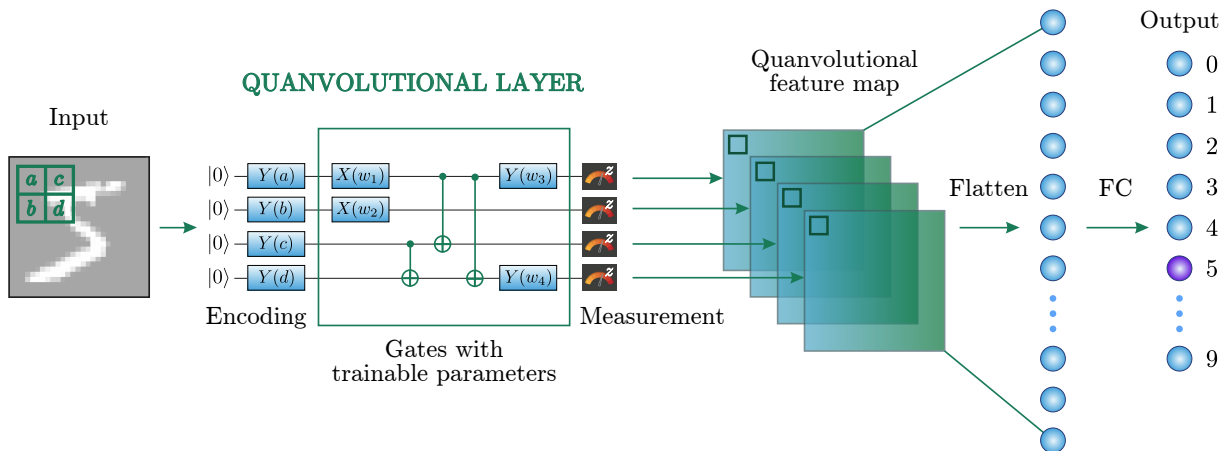 QUANVOLUTIONAL LAYER
Input
a c
b d
|0⟩ Y(a) X(w₁) Y(w₃) z
|0⟩ Y(b) X(w₂) z
|0⟩ Y(c) z
|0⟩ Y(d) Y(w₄) z
Encoding
Gates with
trainable parameters
Measurement
Quanvolutional
feature map
Flatten
FC
Output
0
1
2
3
4
5
9